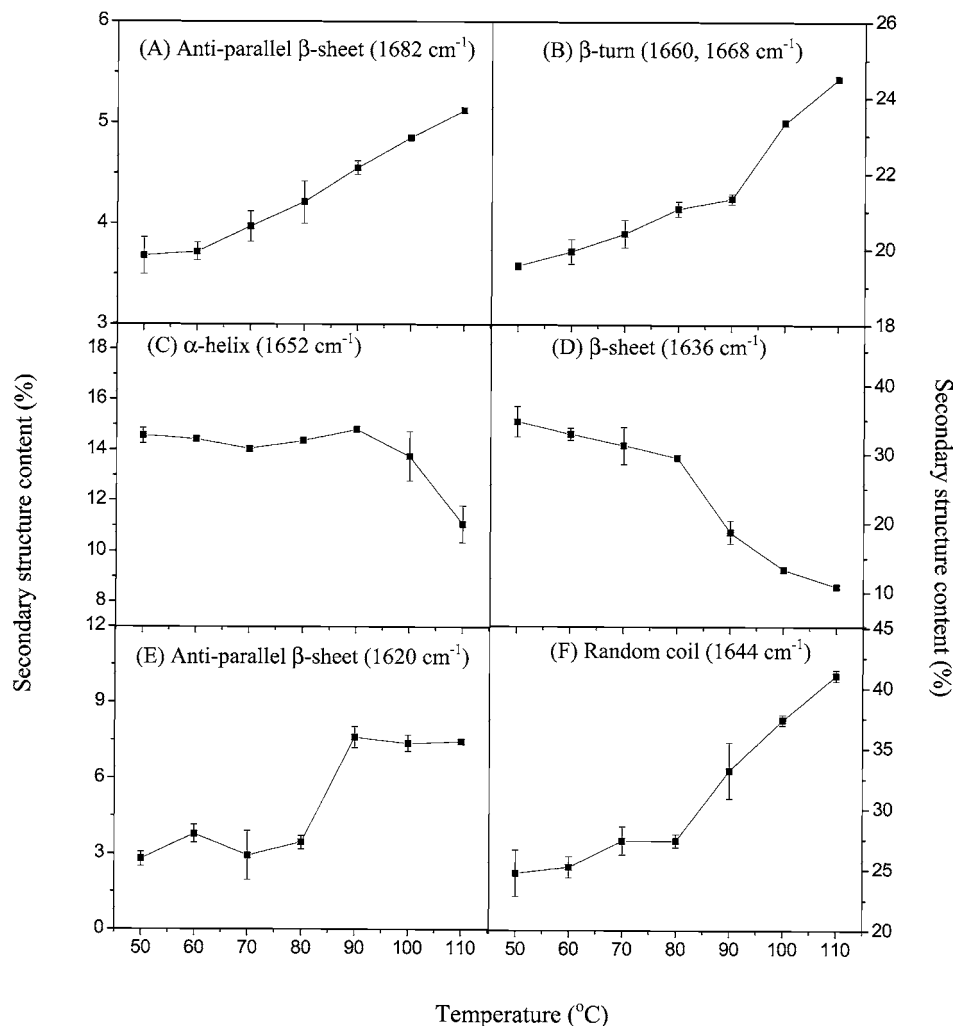 6
5
4
3
(A) Anti-parallel β-sheet (1682 cm⁻¹)
26
24
22
20
18
(B) β-turn (1660, 1668 cm⁻¹)
18
16
14
12
10
8
(C) α-helix (1652 cm⁻¹)
40
30
20
10
(D) β-sheet (1636 cm⁻¹)
12
9
6
3
0
(E) Anti-parallel β-sheet (1620 cm⁻¹)
45
40
35
30
25
20
(F) Random coil (1644 cm⁻¹)
50 60 70 80 90 100 110
50 60 70 80 90 100 110
Secondary structure content (%)
Secondary structure content (%)
Temperature (°C)